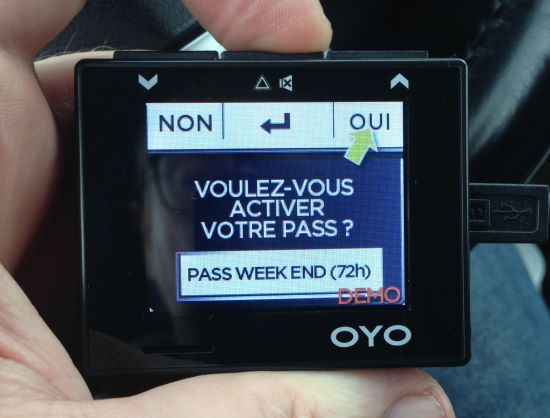 NON OUI
VOULEZ-VOUS
ACTIVER
VOTRE PASS ?
PASS WEEK END (72h)
DEMO
OYO